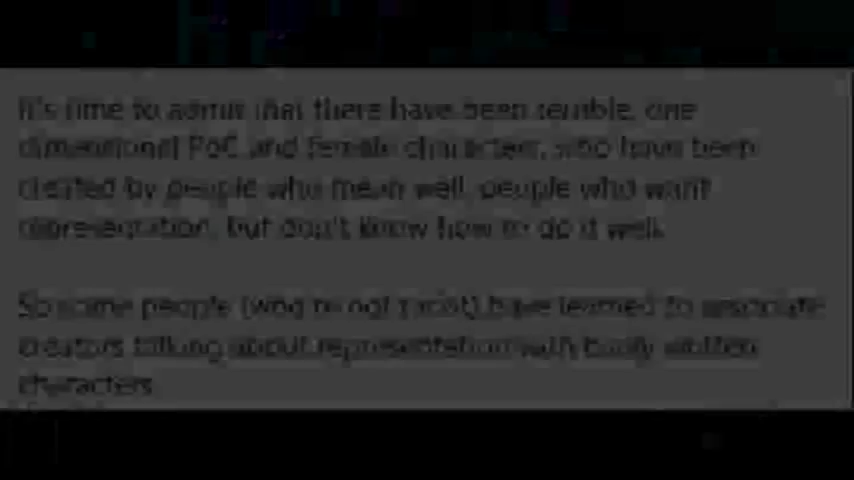 It's time to admit that there have been terrible, one
dimensional PoC and female characters, who have been
created by people who mean well, people who want
representation, but don't know how to do it well.
So some people (who're not racist) have learned to associate
creators talking about representation with badly written
characters